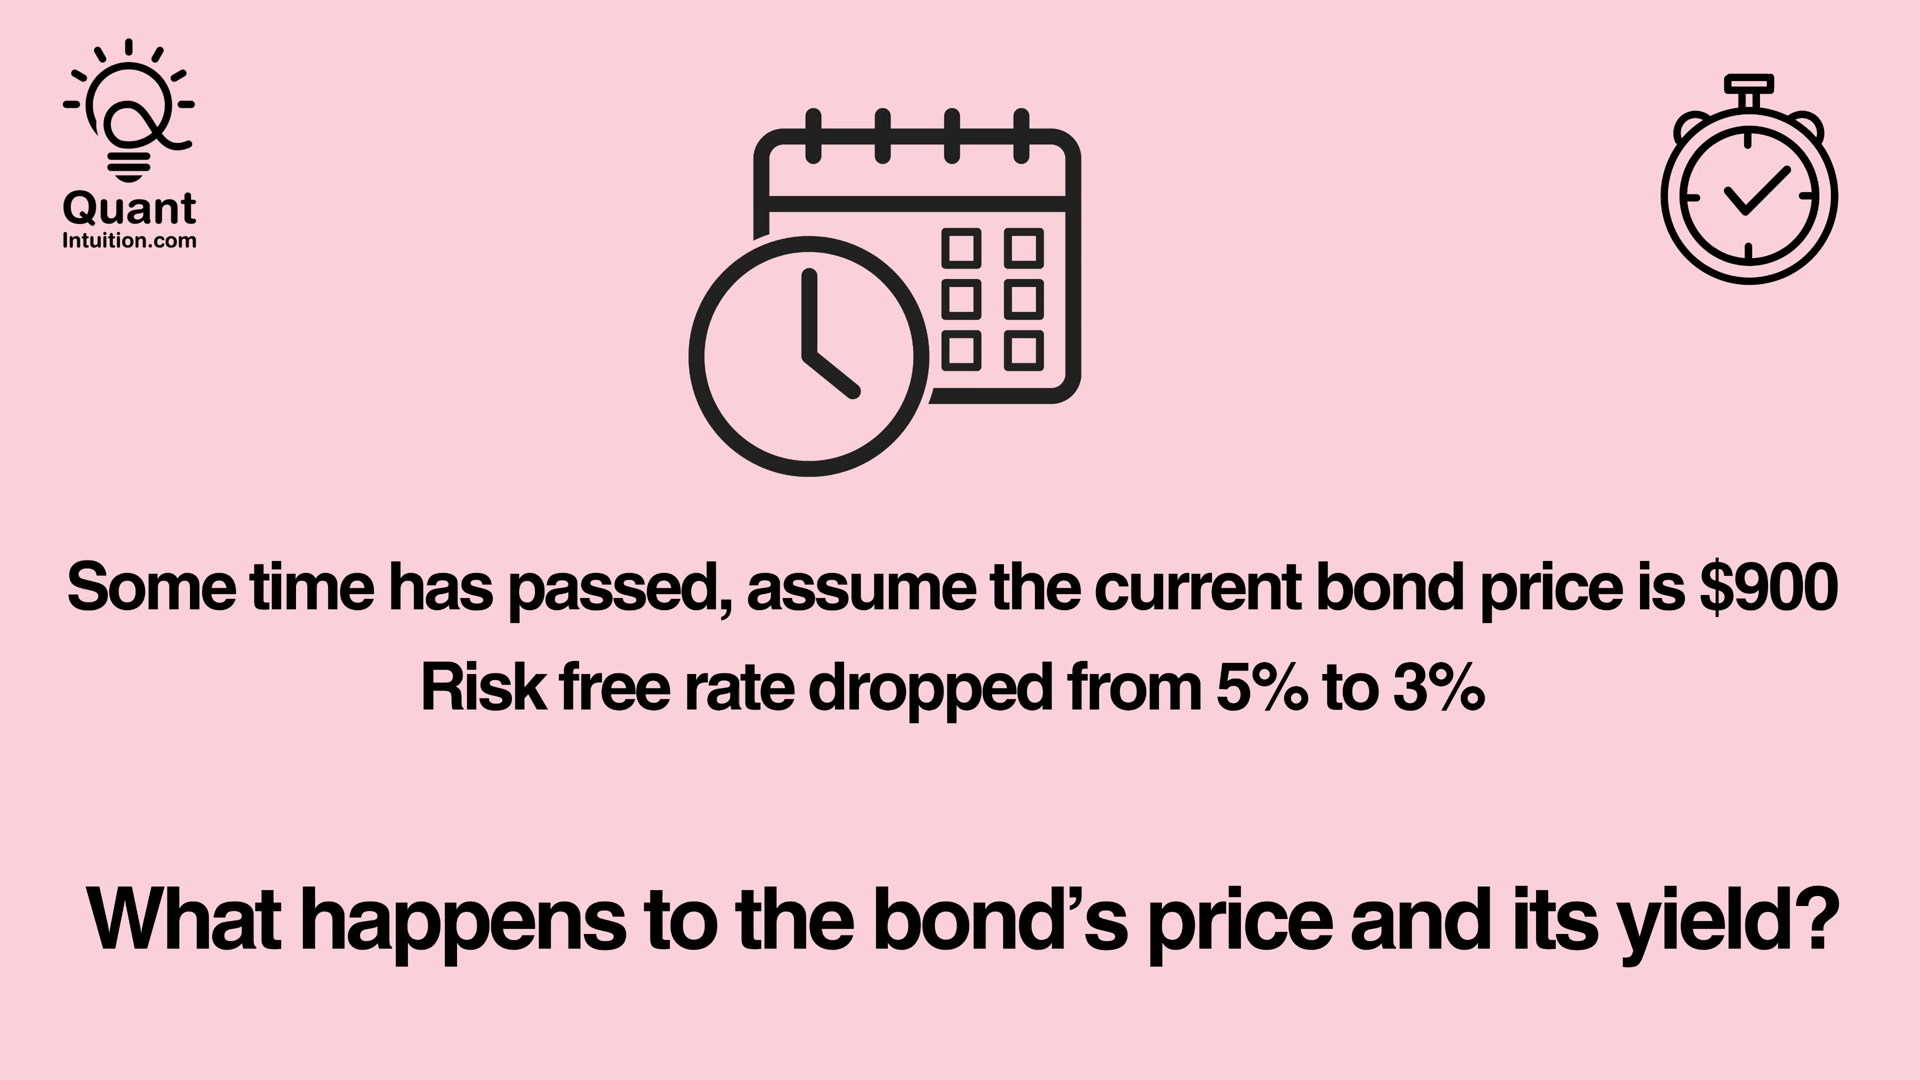 Quant
Intuition.com
Some time has passed, assume the current bond price is $900
Risk free rate dropped from 5% to 3%
What happens to the bond’s price and its yield?